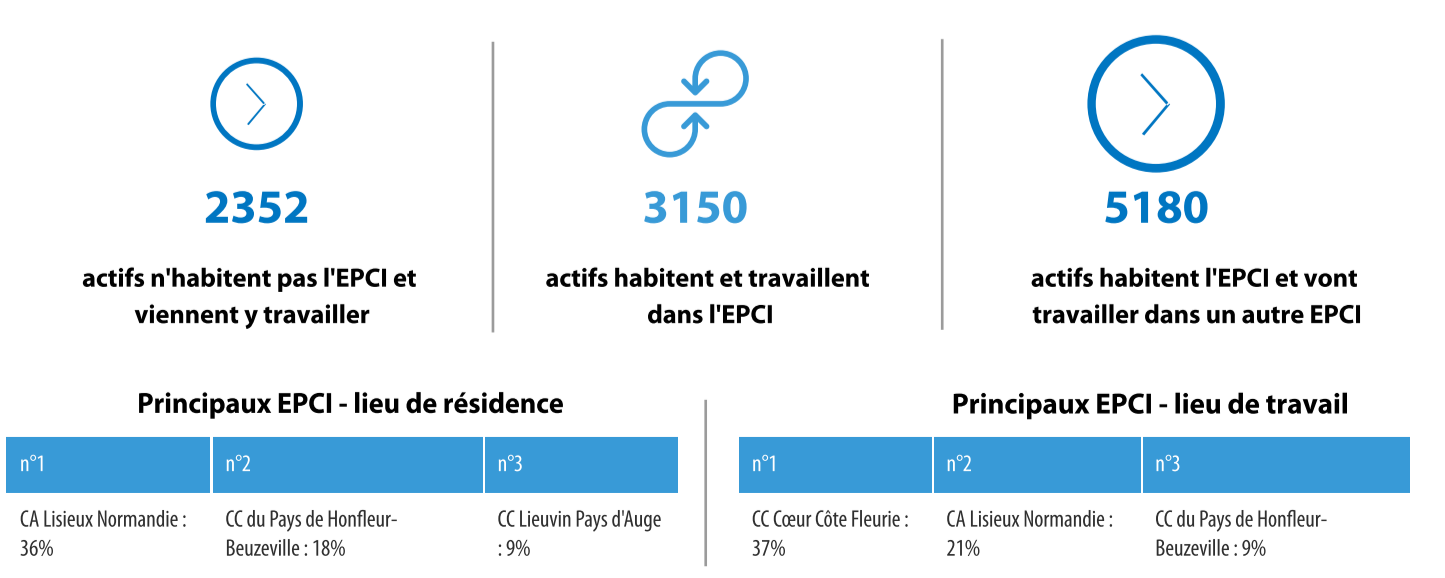 2352
actifs n'habitent pas l'EPCI et
viennent y travailler
3150
actifs habitent et travaillent
dans l'EPCI
5180
actifs habitent l'EPCI et vont
travailler dans un autre EPCI
Principaux EPCI - lieu de résidence
n°1
n°2
n°3
CA Lisieux Normandie :
36%
CC du Pays de Honfleur-
Beuzeville : 18%
CC Lieuvin Pays d'Auge
: 9%
Principaux EPCI - lieu de travail
n°1
n°2
n°3
CC Cœur Côte Fleurie :
37%
CA Lisieux Normandie :
21%
CC du Pays de Honfleur-
Beuzeville : 9%